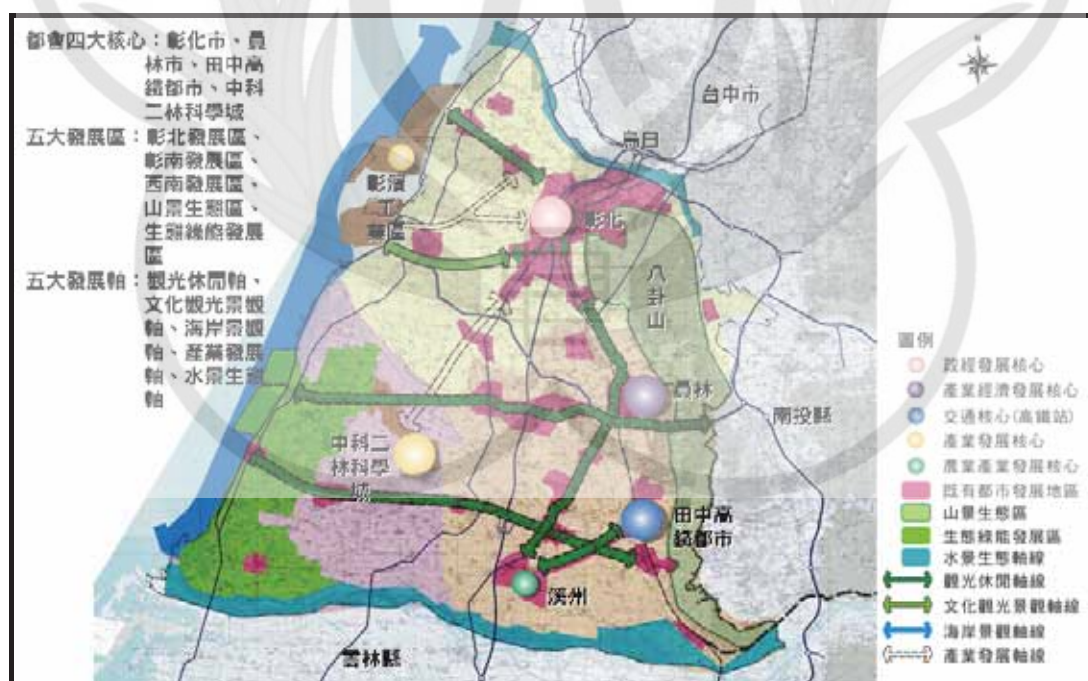 都會四大核心：彰化市、員
林市、田中高
鐵都市、中科
二林科學城
五大發展區：彰北發展區、
彰南發展區、
西南發展區、
山景生態區、
生態綠能發展
區
五大發展軸：觀光休閒軸、
文化觀光景觀
軸、海岸景觀
軸、產業發展
軸、水景生態
軸
台中市
烏日
彰濱
工
業區
彰化
八卦山
員林
南投縣
中科二
林科學
城
田中高
鐵都市
溪州
雲林縣
圖例
政經發展核心
產業經濟發展核心
交通核心(高鐵站)
產業發展核心
農業產業發展核心
既有都市發展地區
山景生態區
生態綠能發展區
水景生態軸線
觀光休閒軸線
文化觀光景觀軸線
海岸景觀軸線
產業發展軸線